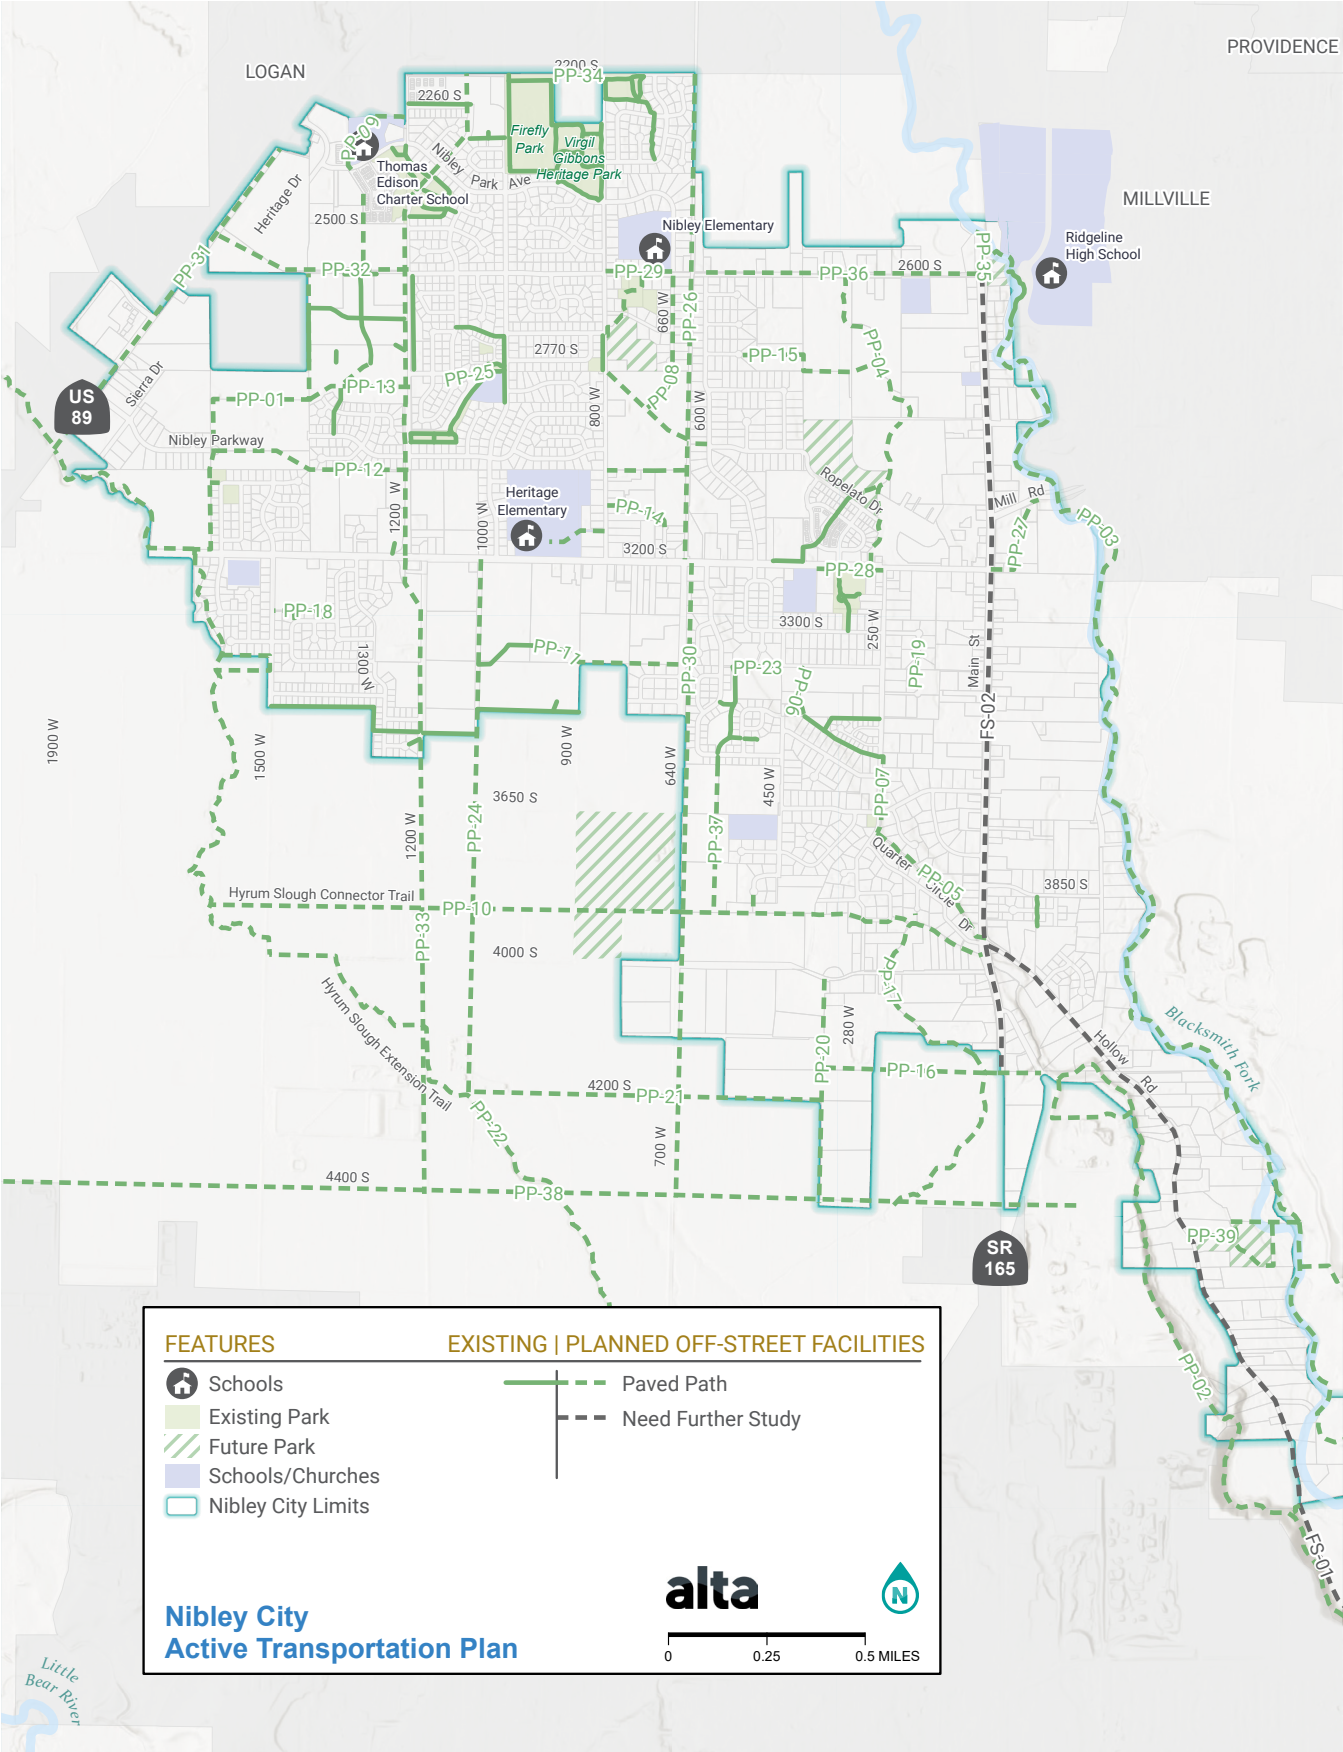 PROVIDENCE
LOGAN
2200 S
PP-34
2260 S
PP-09
Firefly
Park
Virgil
Gibbons
Heritage Park
Nibley Park Ave
Thomas
Edison
Charter School
Heritage Dr
2500 S
MILLVILLE
Nibley Elementary
Ridgeline
High School
PP-31
PP-32
PP-29
PP-36
2600 S
PP-35
660 W
PP-26
2770 S
PP-15
PP-04
Sierra Dr
PP-25
PP-13
PP-01
PP-08
800 W
600 W
US
89
Nibley Parkway
PP-12
Ropelato Dr
Mill Rd
1200 W
1000 W
Heritage
Elementary
PP-14
3200 S
PP-27
PP-03
PP-28
PP-18
3300 S
250 W
1300 W
PP-11
PP-30
PP-23
PP-06
PP-19
Main St
FS-02
1900 W
1500 W
900 W
640 W
450 W
PP-07
3650 S
PP-24
1200 W
PP-37
Quarter Circle Dr
PP-05
3850 S
Hyrum Slough Connector Trail
PP-10
PP-33
4000 S
PP-17
Hyrum Slough Extension Trail
280 W
PP-20
PP-16
Hollow Rd
Blacksmith Fork
4200 S
PP-21
PP-22
700 W
4400 S
PP-38
SR
165
PP-39
PP-02
FS-01
FEATURES
Schools
Existing Park
Future Park
Schools/Churches
Nibley City Limits
EXISTING | PLANNED OFF-STREET FACILITIES
Paved Path
Need Further Study
Nibley City
Active Transportation Plan
alta
N
0 0.25 0.5 MILES
Little
Bear River